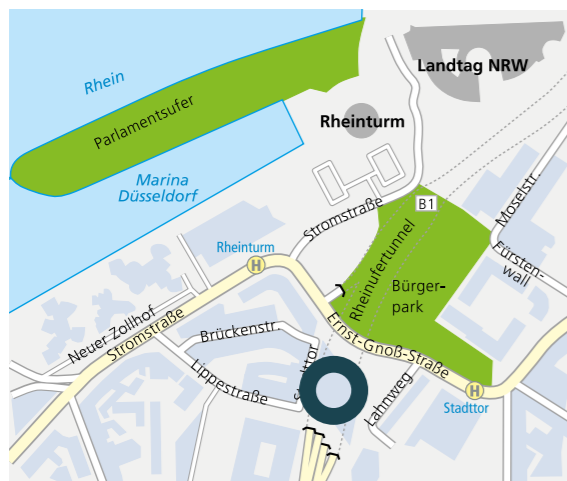 Rhein
Landtag NRW
Parlamentsufer
Rheinturm
Marina
Düsseldorf
Moselstr.
B1
Stromstraße
Rheinturm
H
Rheinufertunnel
Fürsten-
wall
Bürger-
park
Neuer Zollhof
Stromstraße
Brückenstr.
Ernst-Gnoß-Straße
Lippestraße
Lahnweg
H
Stadttor